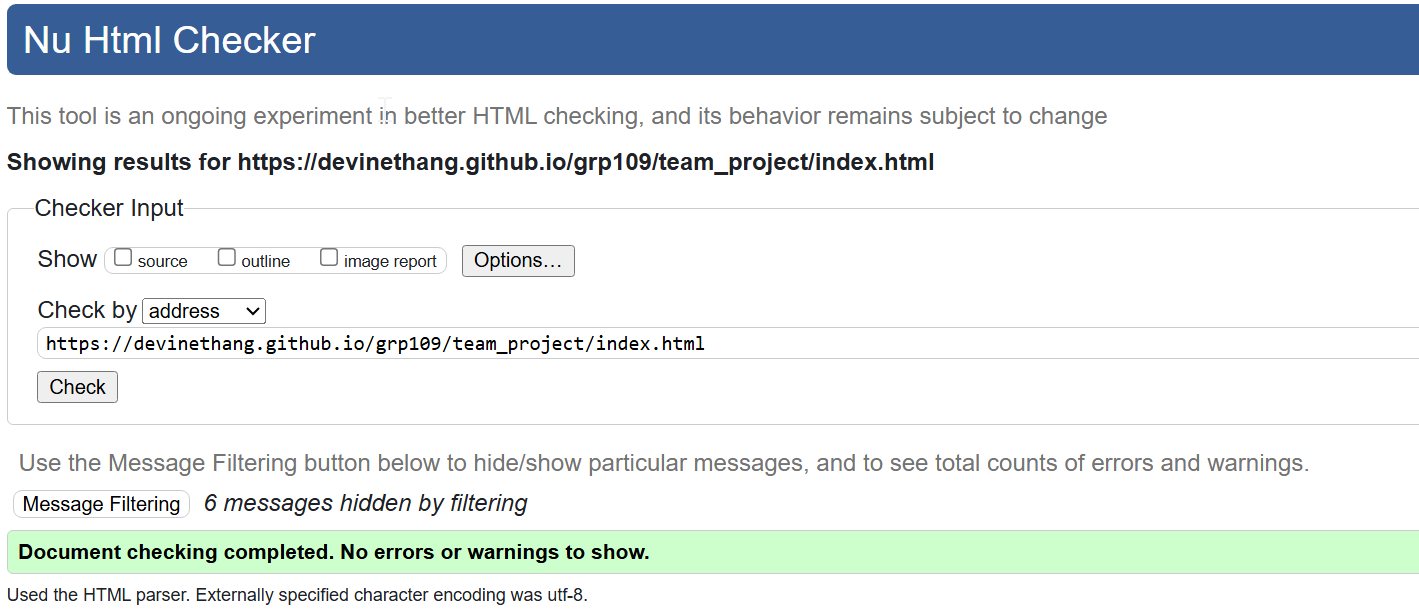 Nu Html Checker
This tool is an ongoing experiment in better HTML checking, and its behavior remains subject to change
Showing results for https://devinethang.github.io/grp109/team_project/index.html
Checker Input
Show source outline image report Options...
Check by address
https://devinethang.github.io/grp109/team_project/index.html
Check
Use the Message Filtering button below to hide/show particular messages, and to see total counts of errors and warnings.
Message Filtering 6 messages hidden by filtering
Document checking completed. No errors or warnings to show.
Used the HTML parser. Externally specified character encoding was utf-8.